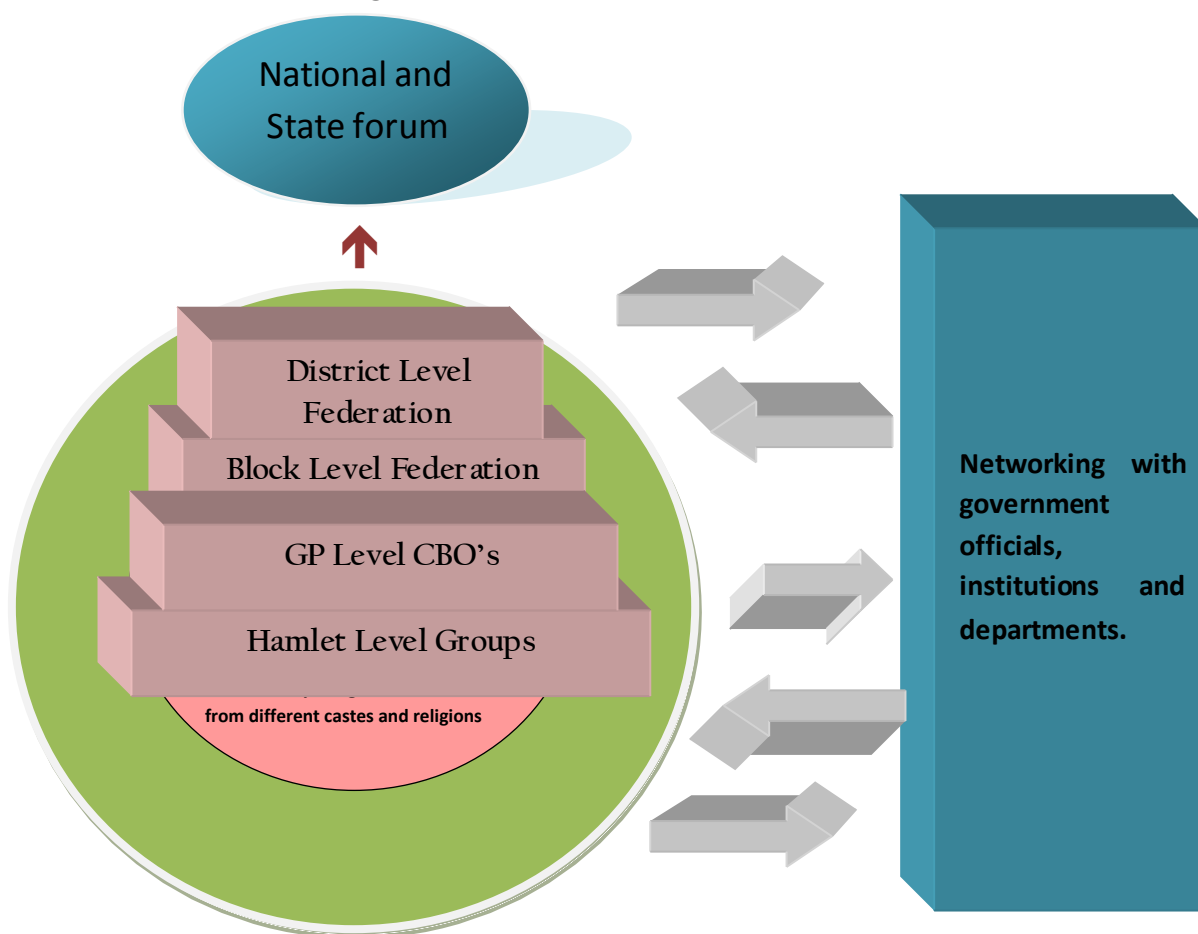 National and
State forum
District Level
Federation
Block Level Federation
GP Level CBO's
Hamlet Level Groups
from different castes and religions
Networking with
government
officials,
institutions and
departments.